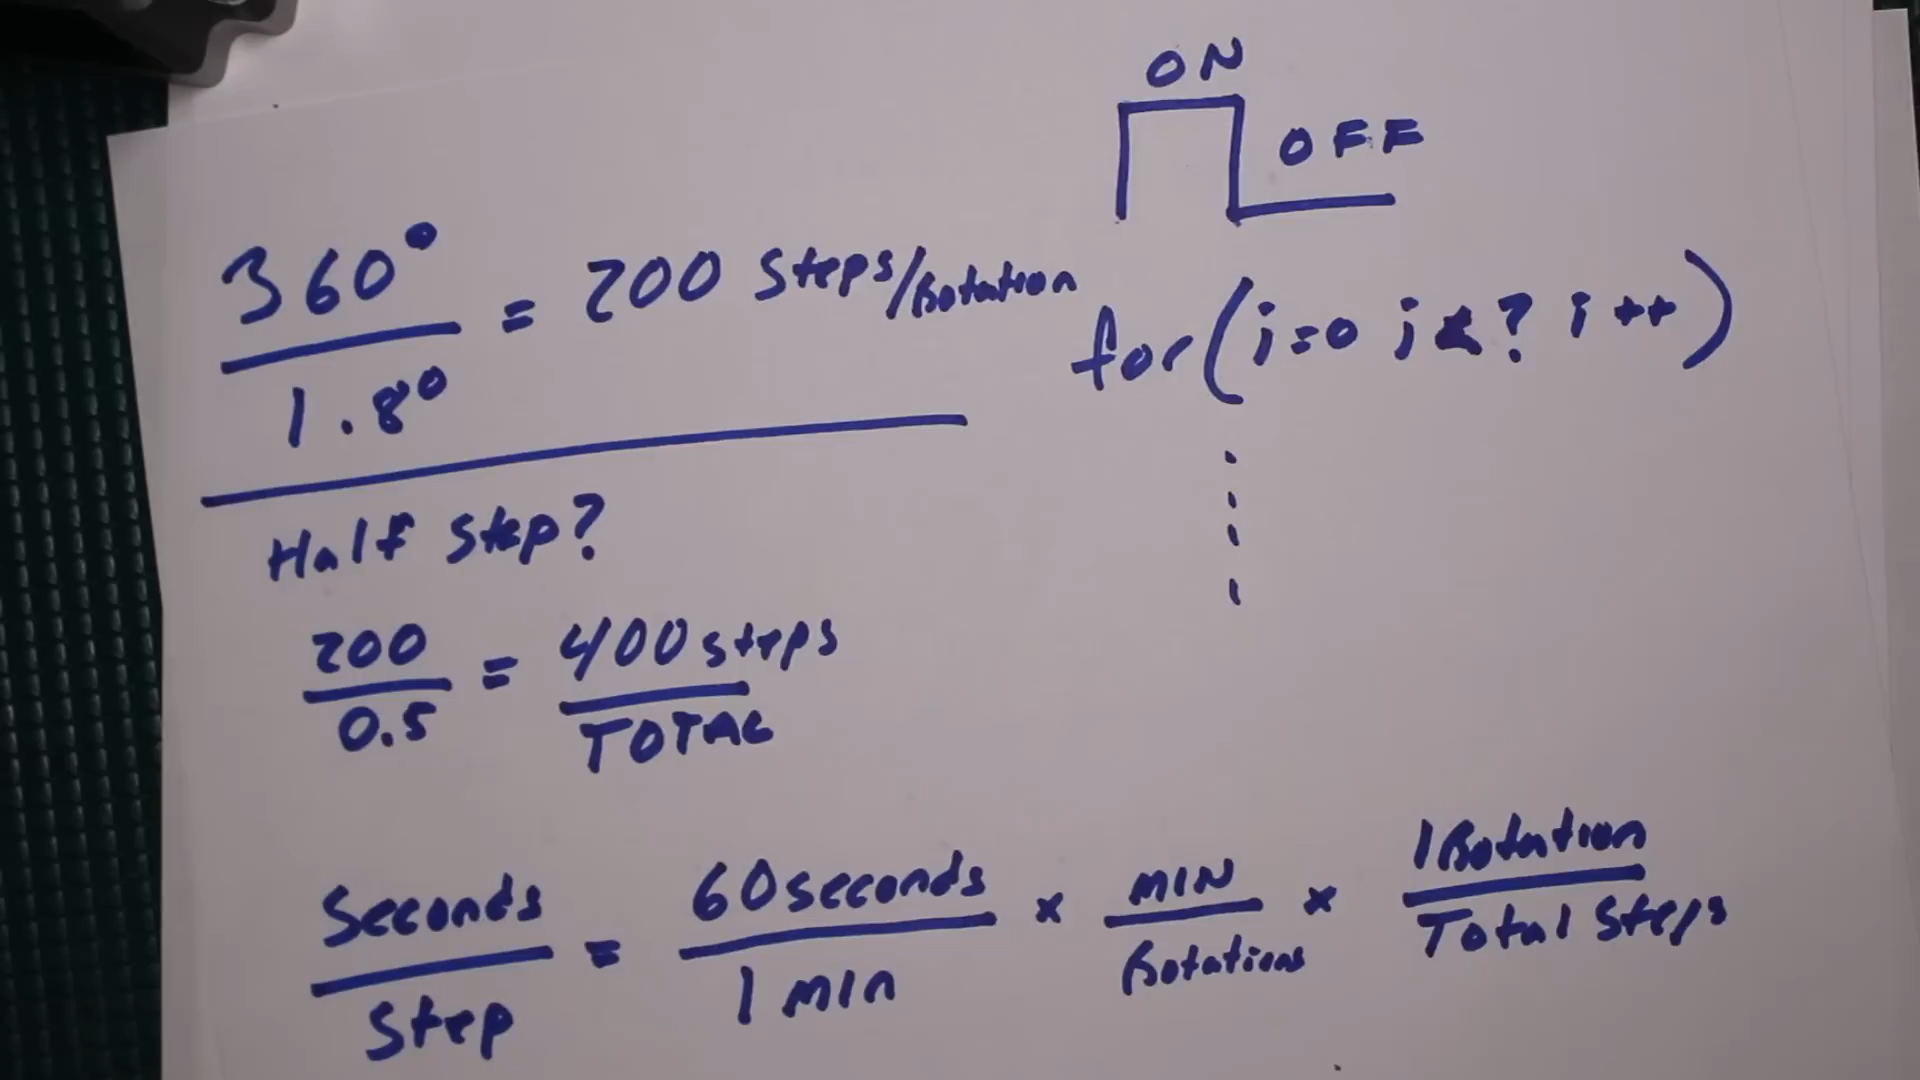 ON
OFF
360° / 1.8° = 200 Steps/Rotation
for(i=0 i<? i++)
Half Step?
200 / 0.5 = 400 steps / TOTAL
Seconds / Step = 60 seconds / 1 min x MIN / Rotations x 1 Rotation / Total Steps